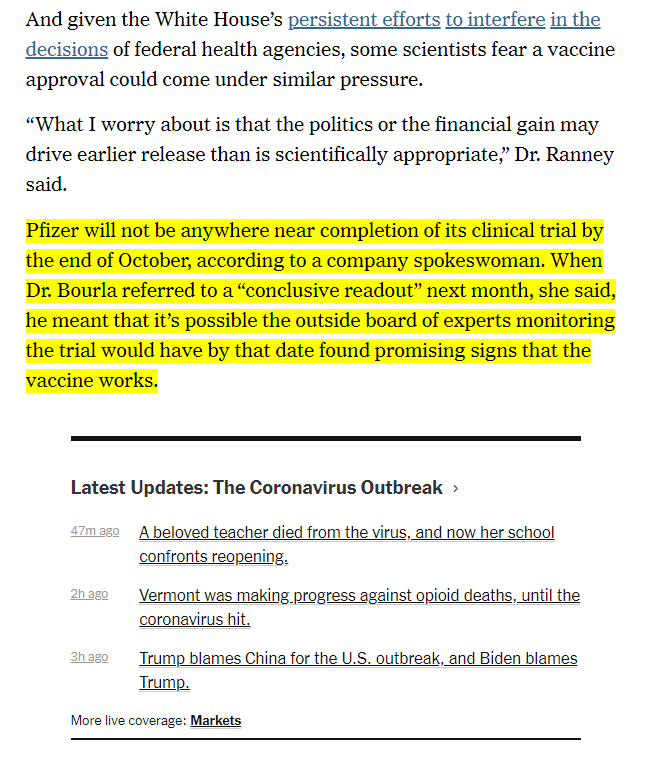 And given the White House’s persistent efforts to interfere in the
decisions of federal health agencies, some scientists fear a vaccine
approval could come under similar pressure.
“What I worry about is that the politics or the financial gain may
drive earlier release than is scientifically appropriate,” Dr. Ranney
said.
Pfizer will not be anywhere near completion of its clinical trial by
the end of October, according to a company spokeswoman. When
Dr. Bourla referred to a “conclusive readout” next month, she said,
he meant that it’s possible the outside board of experts monitoring
the trial would have by that date found promising signs that the
vaccine works.
Latest Updates: The Coronavirus Outbreak ›
47m ago A beloved teacher died from the virus, and now her school
confronts reopening.
2h ago Vermont was making progress against opioid deaths, until the
coronavirus hit.
3h ago Trump blames China for the U.S. outbreak, and Biden blames
Trump.
More live coverage: Markets